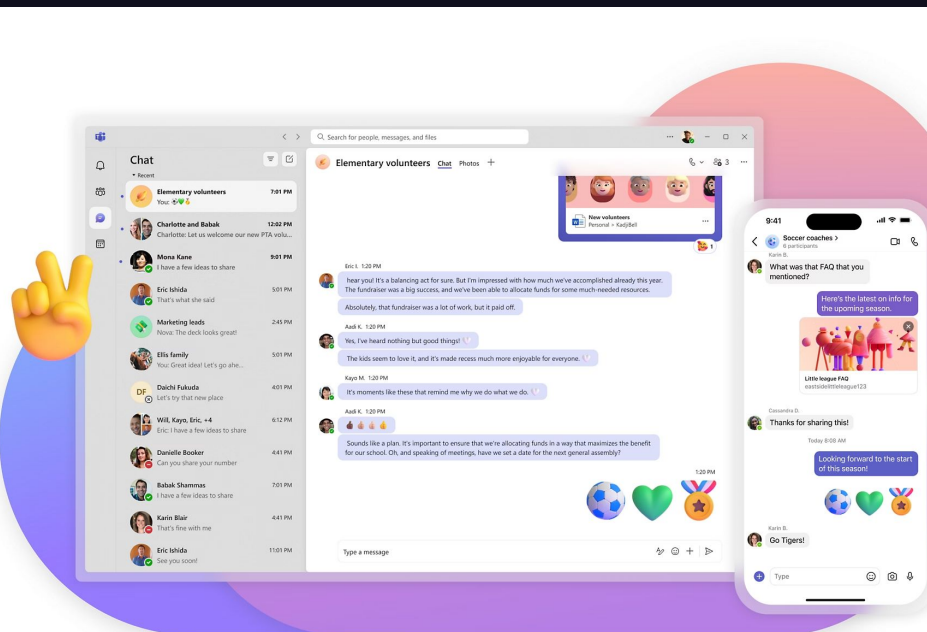 Search for people, messages, and files
Chat
Recent
Elementary volunteers
7:01 PM
You:
Charlotte and Babak
12:02 PM
Charlotte: Let us welcome our new PTA volu...
Mona Kane
9:01 PM
I have a few ideas to share
Eric Ishida
5:01 PM
That's what she said
Marketing leads
2:45 PM
Nova: The deck looks great!
Ellis family
5:01 PM
You: Great idea! Let's go ahe...
DF
Daichi Fukuda
4:01 PM
Let's try that new place
Will, Kayo, Eric, +4
6:12 PM
Eric: I have a few ideas to share
Danielle Booker
4:41 PM
Can you share your number
Babak Shammas
7:01 PM
I have a few ideas to share
Karin Blair
4:41 PM
That's fine with me
Eric Ishida
11:01 PM
See you soon!
Elementary volunteers Chat Photos
3
New volunteers
Personal > KadjiBell
1
Eric I. 1:20 PM
hear you! It's a balancing act for sure. But I'm impressed with how much we've accomplished already this year.
The fundraiser was a big success, and we've been able to allocate funds for some much-needed resources.
Absolutely, that fundraiser was a lot of work, but it paid off.
Aadi K. 1:20 PM
Yes, I've heard nothing but good things!
The kids seem to love it, and it's made recess much more enjoyable for everyone.
Kayo M. 1:20 PM
It's moments like these that remind me why we do what we do.
Aadi K. 1:20 PM
Sounds like a plan. It's important to ensure that we're allocating funds in a way that maximizes the benefit
for our school. Oh, and speaking of meetings, have we set a date for the next general assembly?
1:20 PM
Type a message
9:41
Soccer coaches >
6 participants
Karin B.
What was that FAQ that you
mentioned?
Here's the latest on info for
the upoming season.
Little league FAQ
eastsidelittleleague123
Cassandra D.
Thanks for sharing this!
Today 8:08 AM
Looking forward to the start
of this season!
Karin B.
Go Tigers!
Type